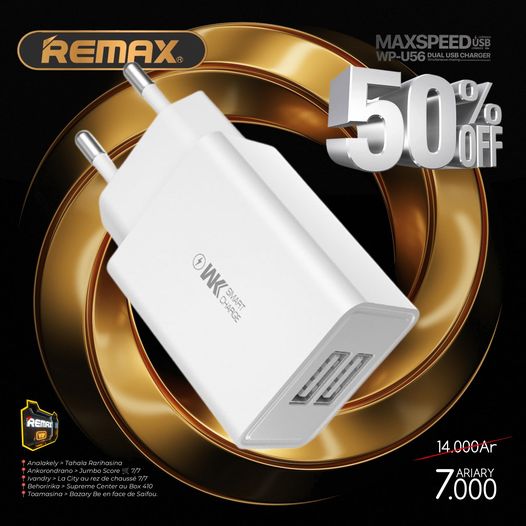 REMAX®
MAXSPEED USB
WP-U56 DUAL USB CHARGER
50% OFF
WK SMART CHARGE
REMAX
Analakely > Tahala Rarihasina
Ankorondrano > Jumbo Score 7/7
Ivandry > La City au rez de chaussé 7/7
Behoririka > Supreme Center au Box 410
Toamasina > Bazary Be en face de Saifou.
14.000Ar
7.000 ARIARY